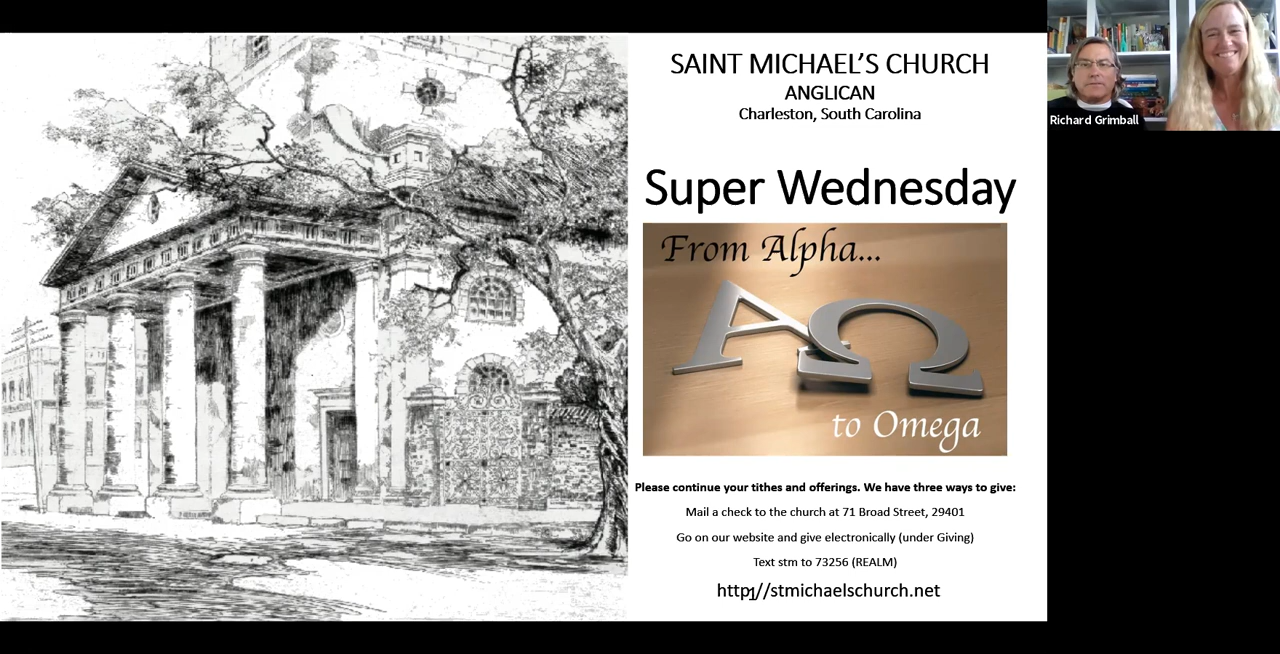 SAINT MICHAEL'S CHURCH
ANGLICAN
Charleston, South Carolina
Super Wednesday
From Alpha...
ΑΩ
to Omega
Please continue your tithes and offerings. We have three ways to give:
Mail a check to the church at 71 Broad Street, 29401
Go on our website and give electronically (under Giving)
Text stm to 73256 (REALM)
http://stmichaelschurch.net
Richard Grimball